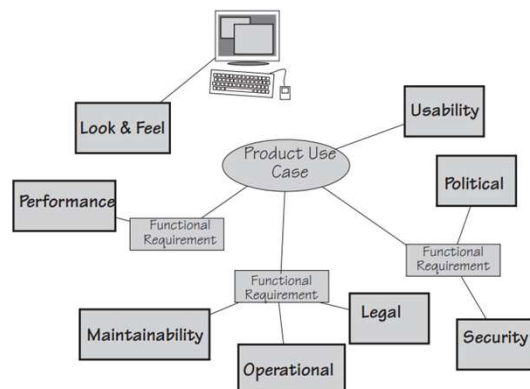 Look & Feel
Usability
Product Use
Case
Political
Performance
Functional
Requirement
Functional
Requirement
Functional
Requirement
Legal
Maintainability
Security
Operational